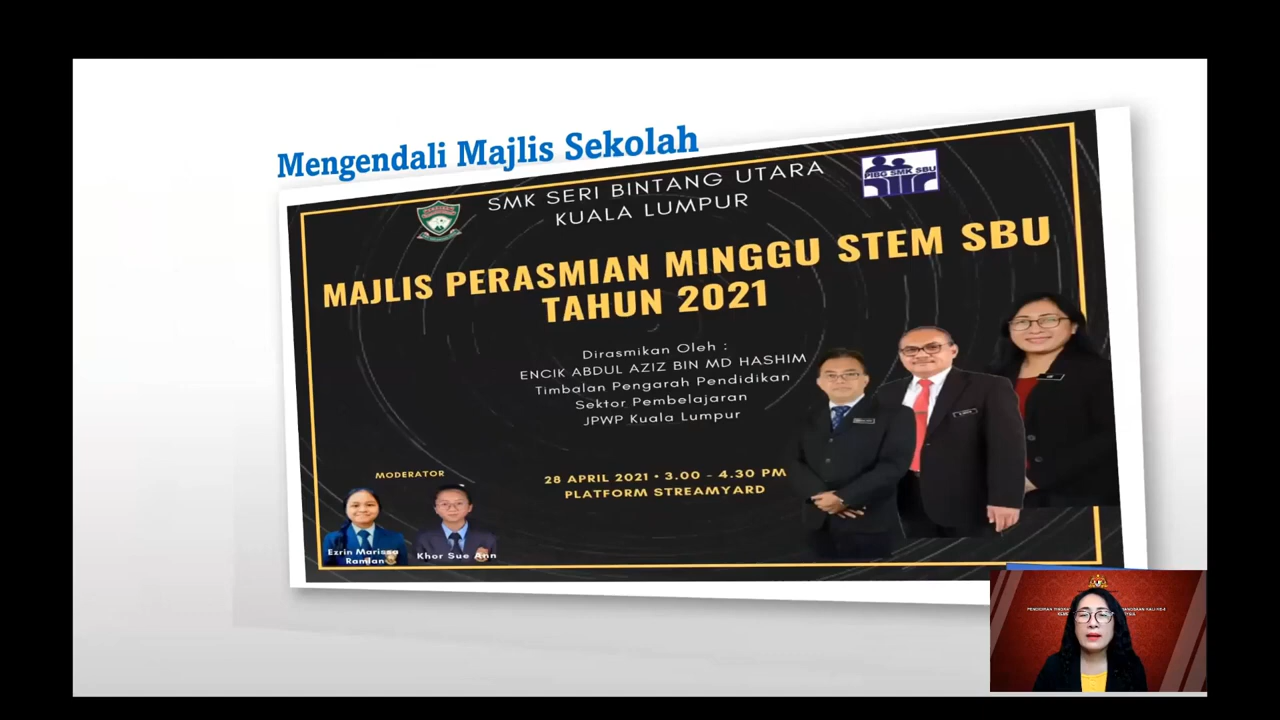 Mengendali Majlis Sekolah
SMK SERI BINTANG UTARA
KUALA LUMPUR
PIBG SMK SBU
MAJLIS PERASMIAN MINGGU STEM SBU
TAHUN 2021
Dirasmikan Oleh :
ENCIK ABDUL AZIZ BIN MD HASHIM
Timbalan Pengarah Pendidikan
Sektor Pembelajaran
JPWP Kuala Lumpur
28 APRIL 2021 • 3.00 - 4.30 PM
PLATFORM STREAMYARD
MODERATOR
Ezrin Marissa
Ramlan
Khor Sue Ann